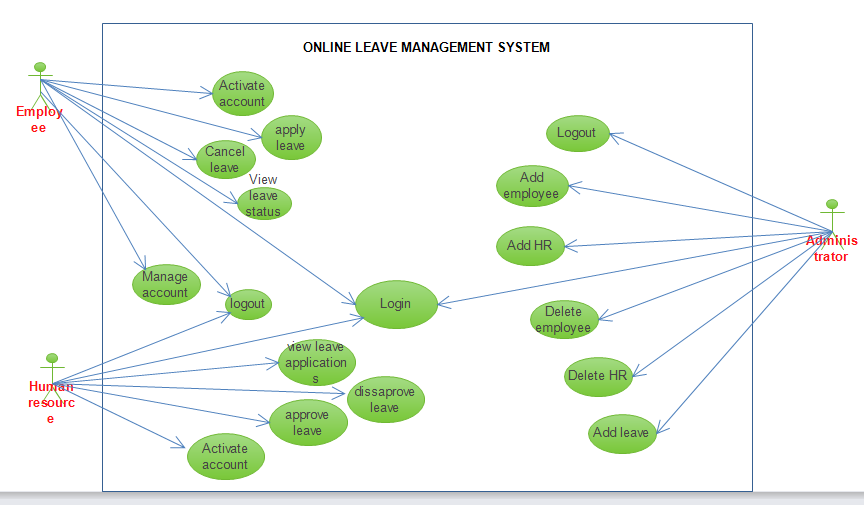 ONLINE LEAVE MANAGEMENT SYSTEM
Activate
account
Employ
ee
apply
leave
Cancel
leave
View
leave
status
Manage
account
logout
Login
Logout
Add
employee
Add HR
Adminis
trator
Delete
employee
Delete HR
Add leave
Human
resourc
e
view leave
application
s
dissaprove
leave
approve
leave
Activate
account